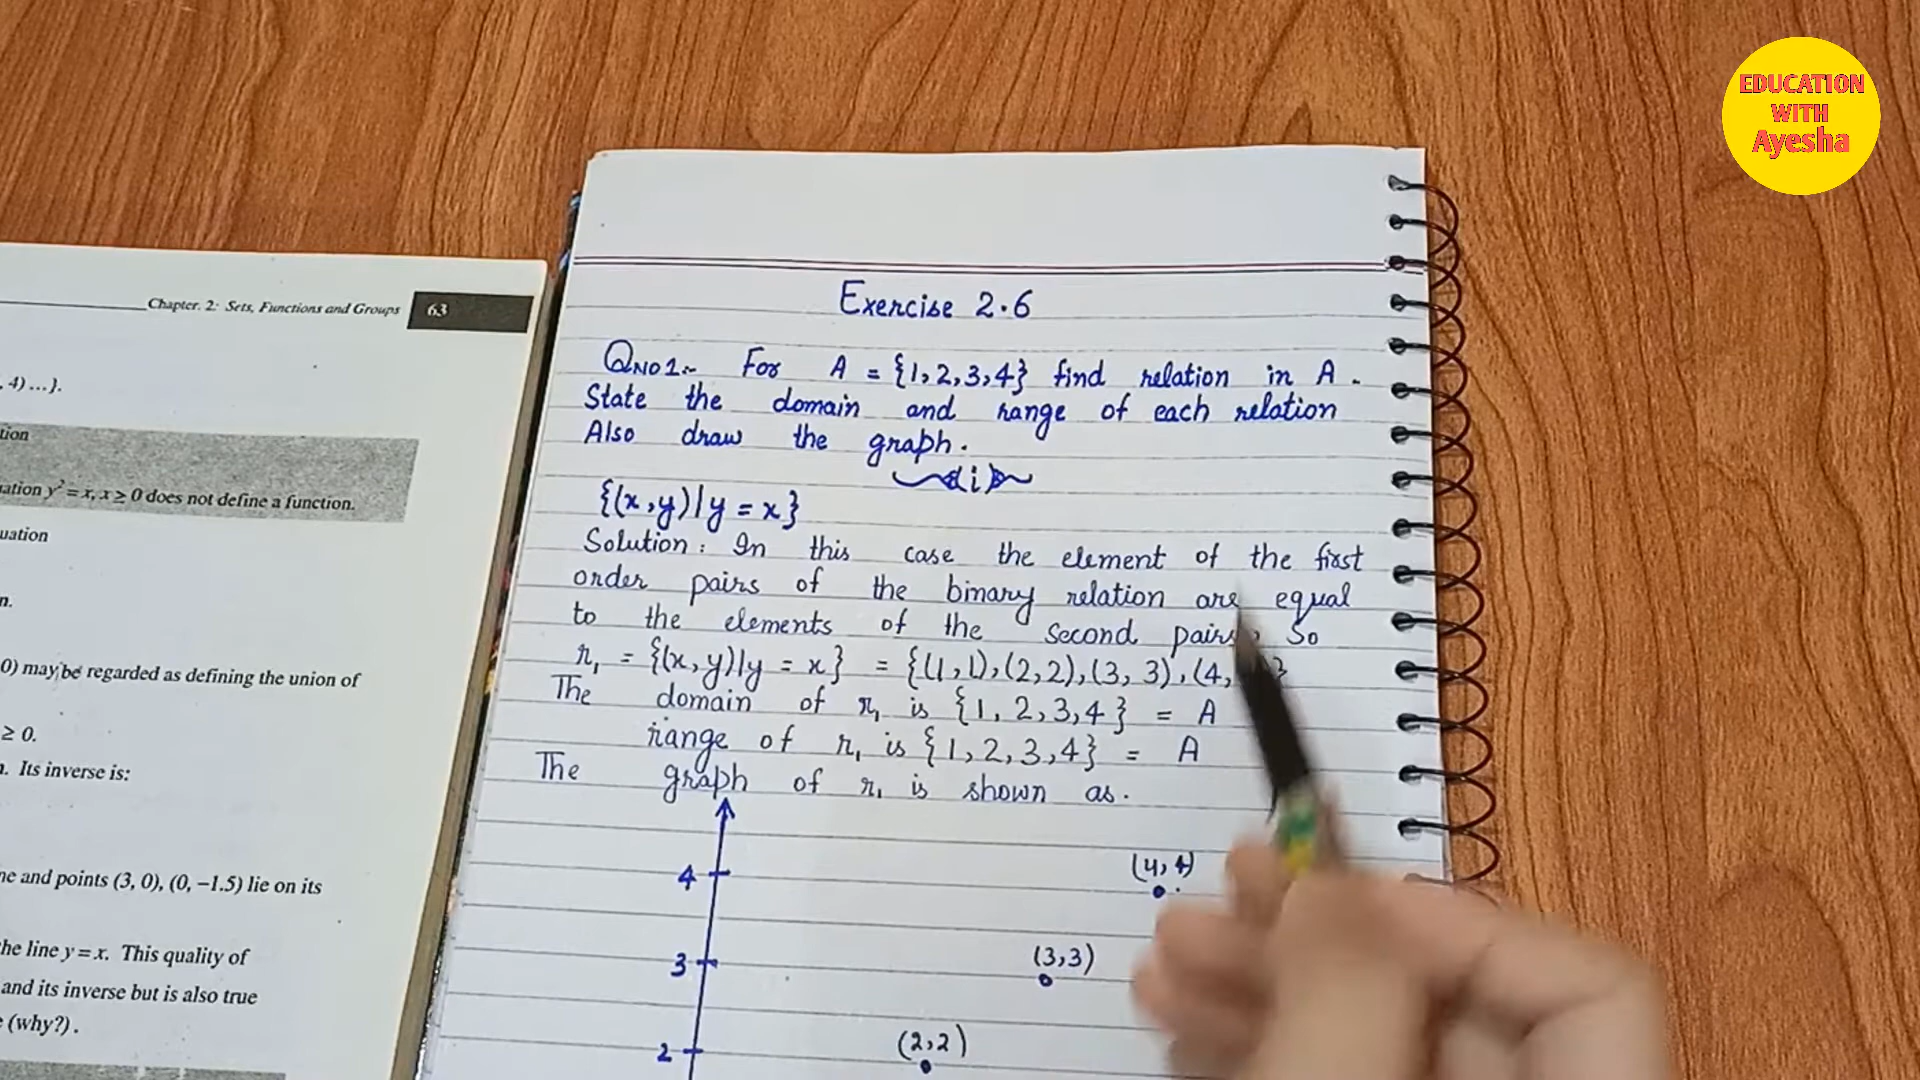 EDUCATION
WITH
Ayesha
Chapter. 2: Sets, Functions and Groups 63
, 4) ...}.
tion
uation y² = x, x ≥ 0 does not define a function.
uation
n.
0) may be regarded as defining the union of
≥ 0.
n. Its inverse is:
ne and points (3, 0), (0, −1.5) lie on its
he line y = x. This quality of
and its inverse but is also true
e (why?).
Exercise 2.6
QNO1:- For A = {1,2,3,4} find relation in A.
State the domain and range of each relation
Also draw the graph.
(i)
{(x,y)|y = x}
Solution: In this case the element of the first
order pairs of the binary relation are equal
to the elements of the second pairs. So
r₁ = {(x,y)|y = x} = {(1,1),(2,2),(3,3),(4, }
The domain of r₁ is {1,2,3,4} = A
range of r₁ is {1,2,3,4} = A
The graph of r₁ is shown as.
4 (4,4)
3 (3,3)
2 (2,2)